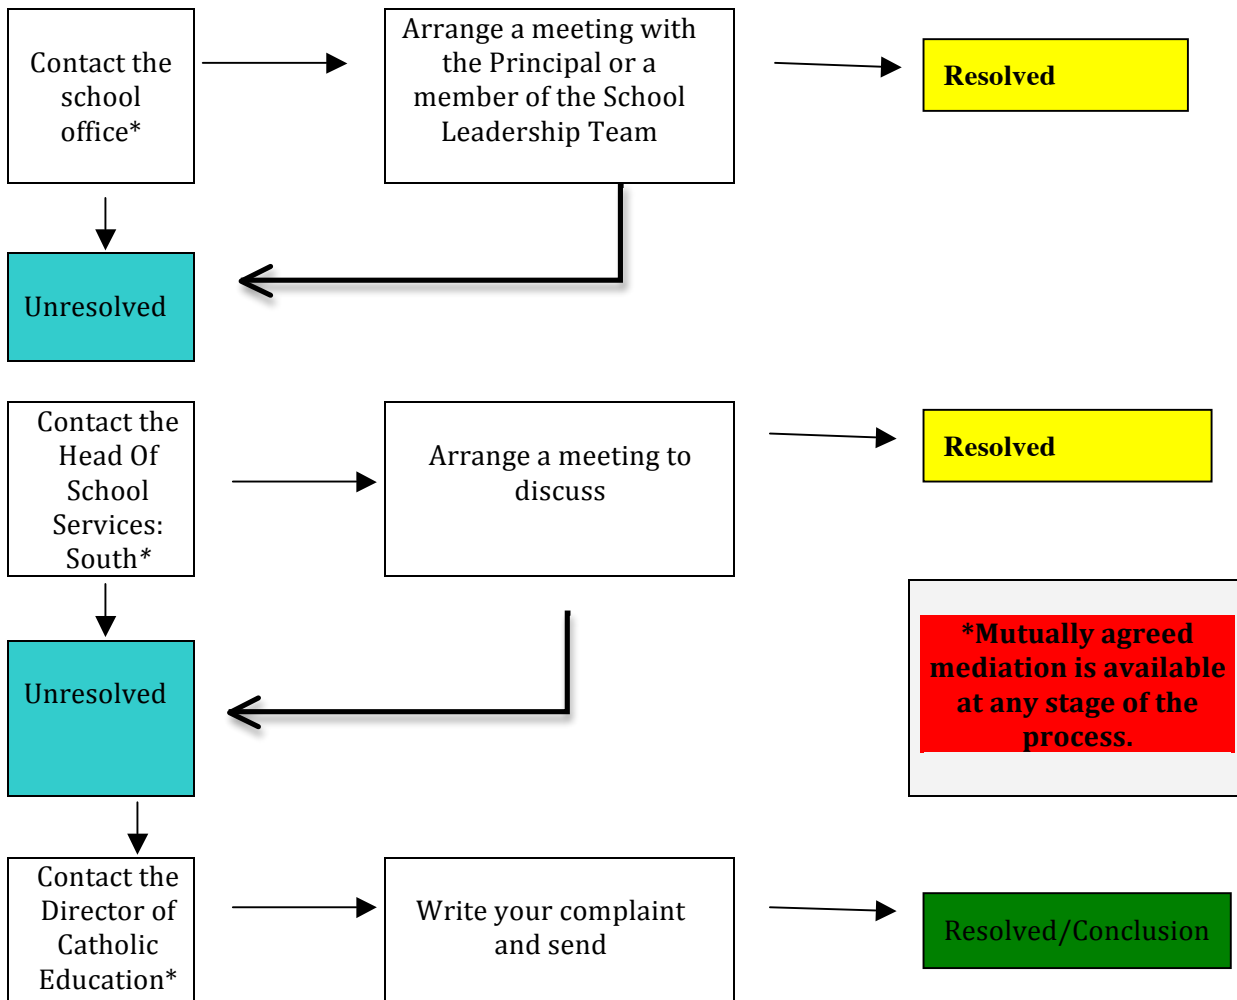 Contact the
school
office*
Arrange a meeting with
the Principal or a
member of the School
Leadership Team
Resolved
Unresolved
Contact the
Head Of
School
Services:
South*
Arrange a meeting to
discuss
Resolved
*Mutually agreed
mediation is available
at any stage of the
process.
Unresolved
Contact the
Director of
Catholic
Education*
Write your complaint
and send
Resolved/Conclusion